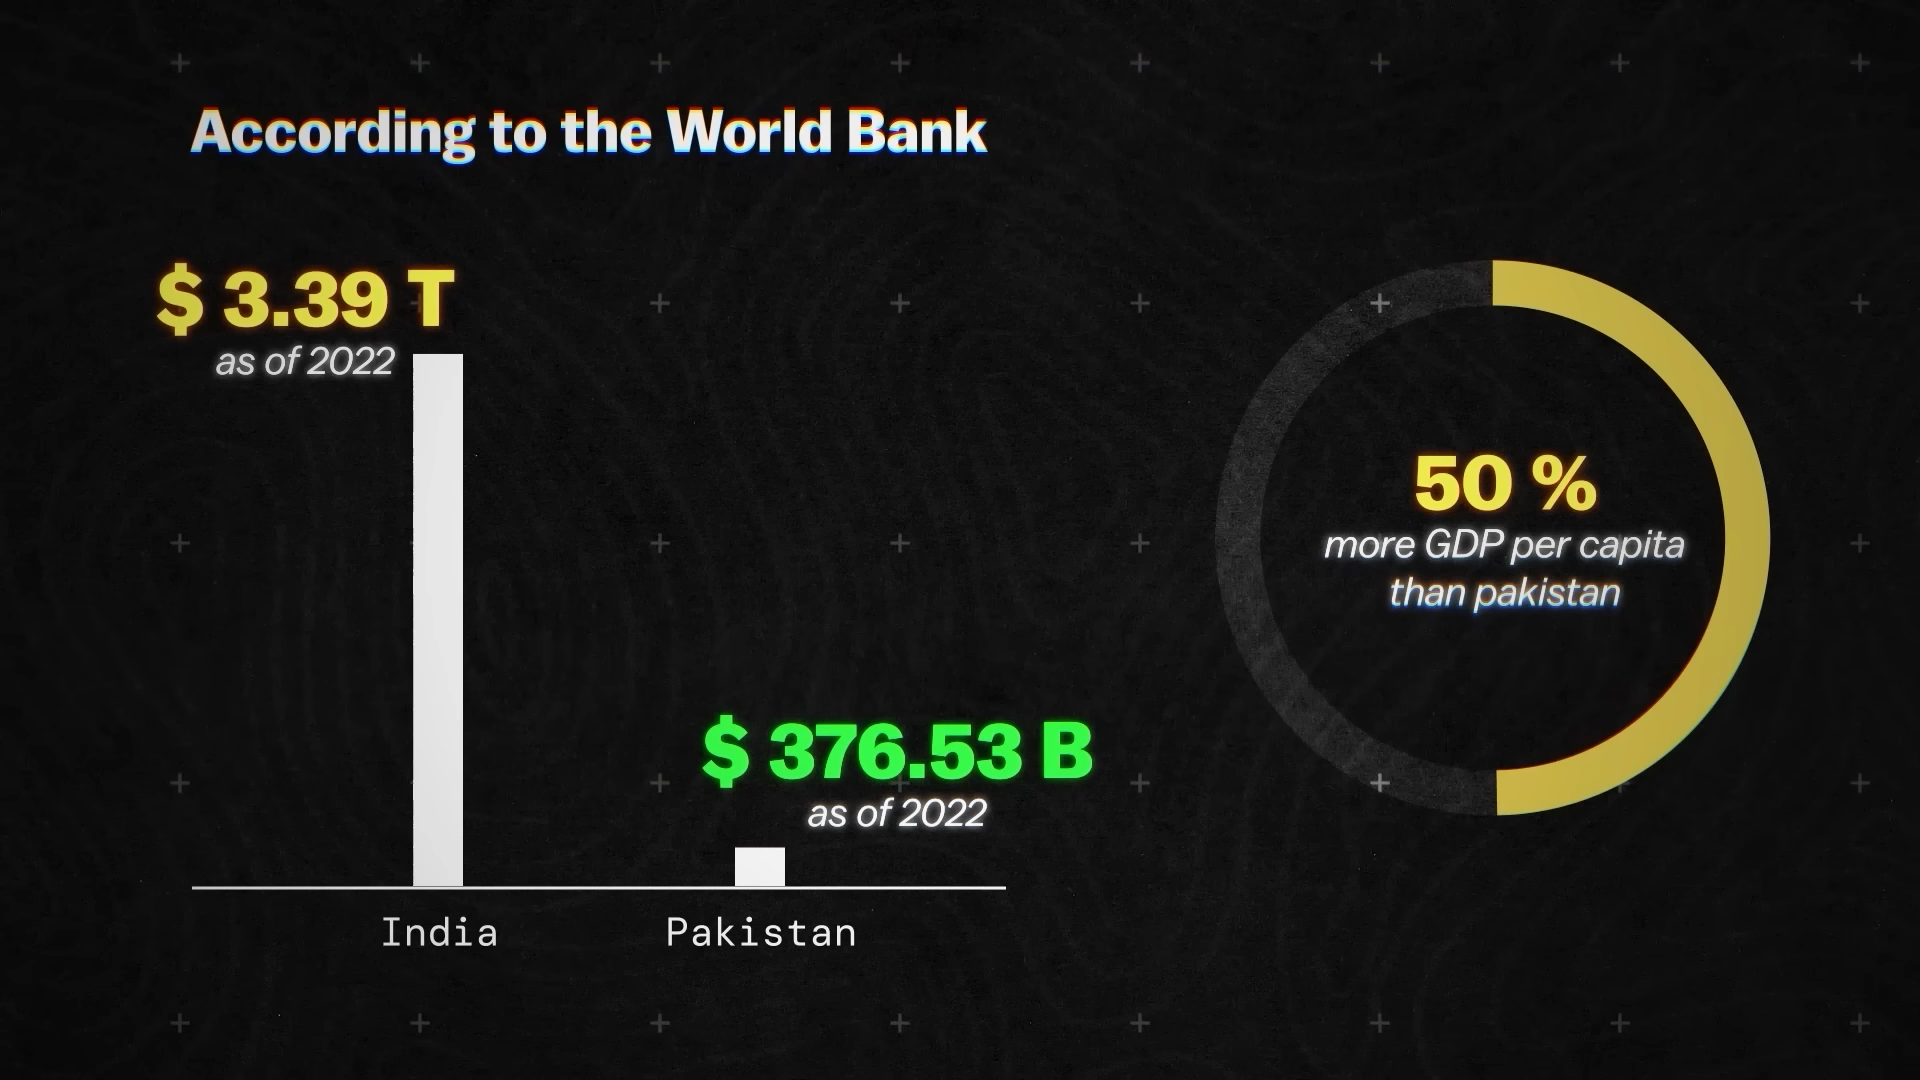 According to the World Bank
$ 3.39 T
as of 2022
$ 376.53 B
as of 2022
India
Pakistan
50 %
more GDP per capita
than pakistan